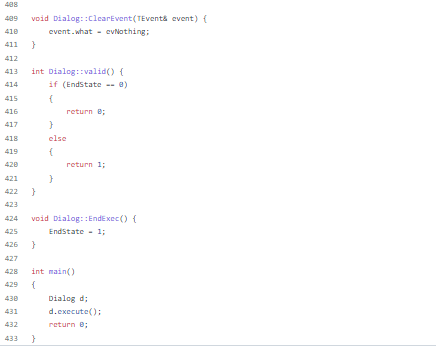 408
409 void Dialog::ClearEvent(TEvent& event) {
410     event.what = evNothing;
411 }
412
413 int Dialog::valid() {
414     if (EndState == 0)
415     {
416         return 0;
417     }
418     else
419     {
420         return 1;
421     }
422 }
423
424 void Dialog::EndExec() {
425     EndState = 1;
426 }
427
428 int main()
429 {
430     Dialog d;
431     d.execute();
432     return 0;
433 }